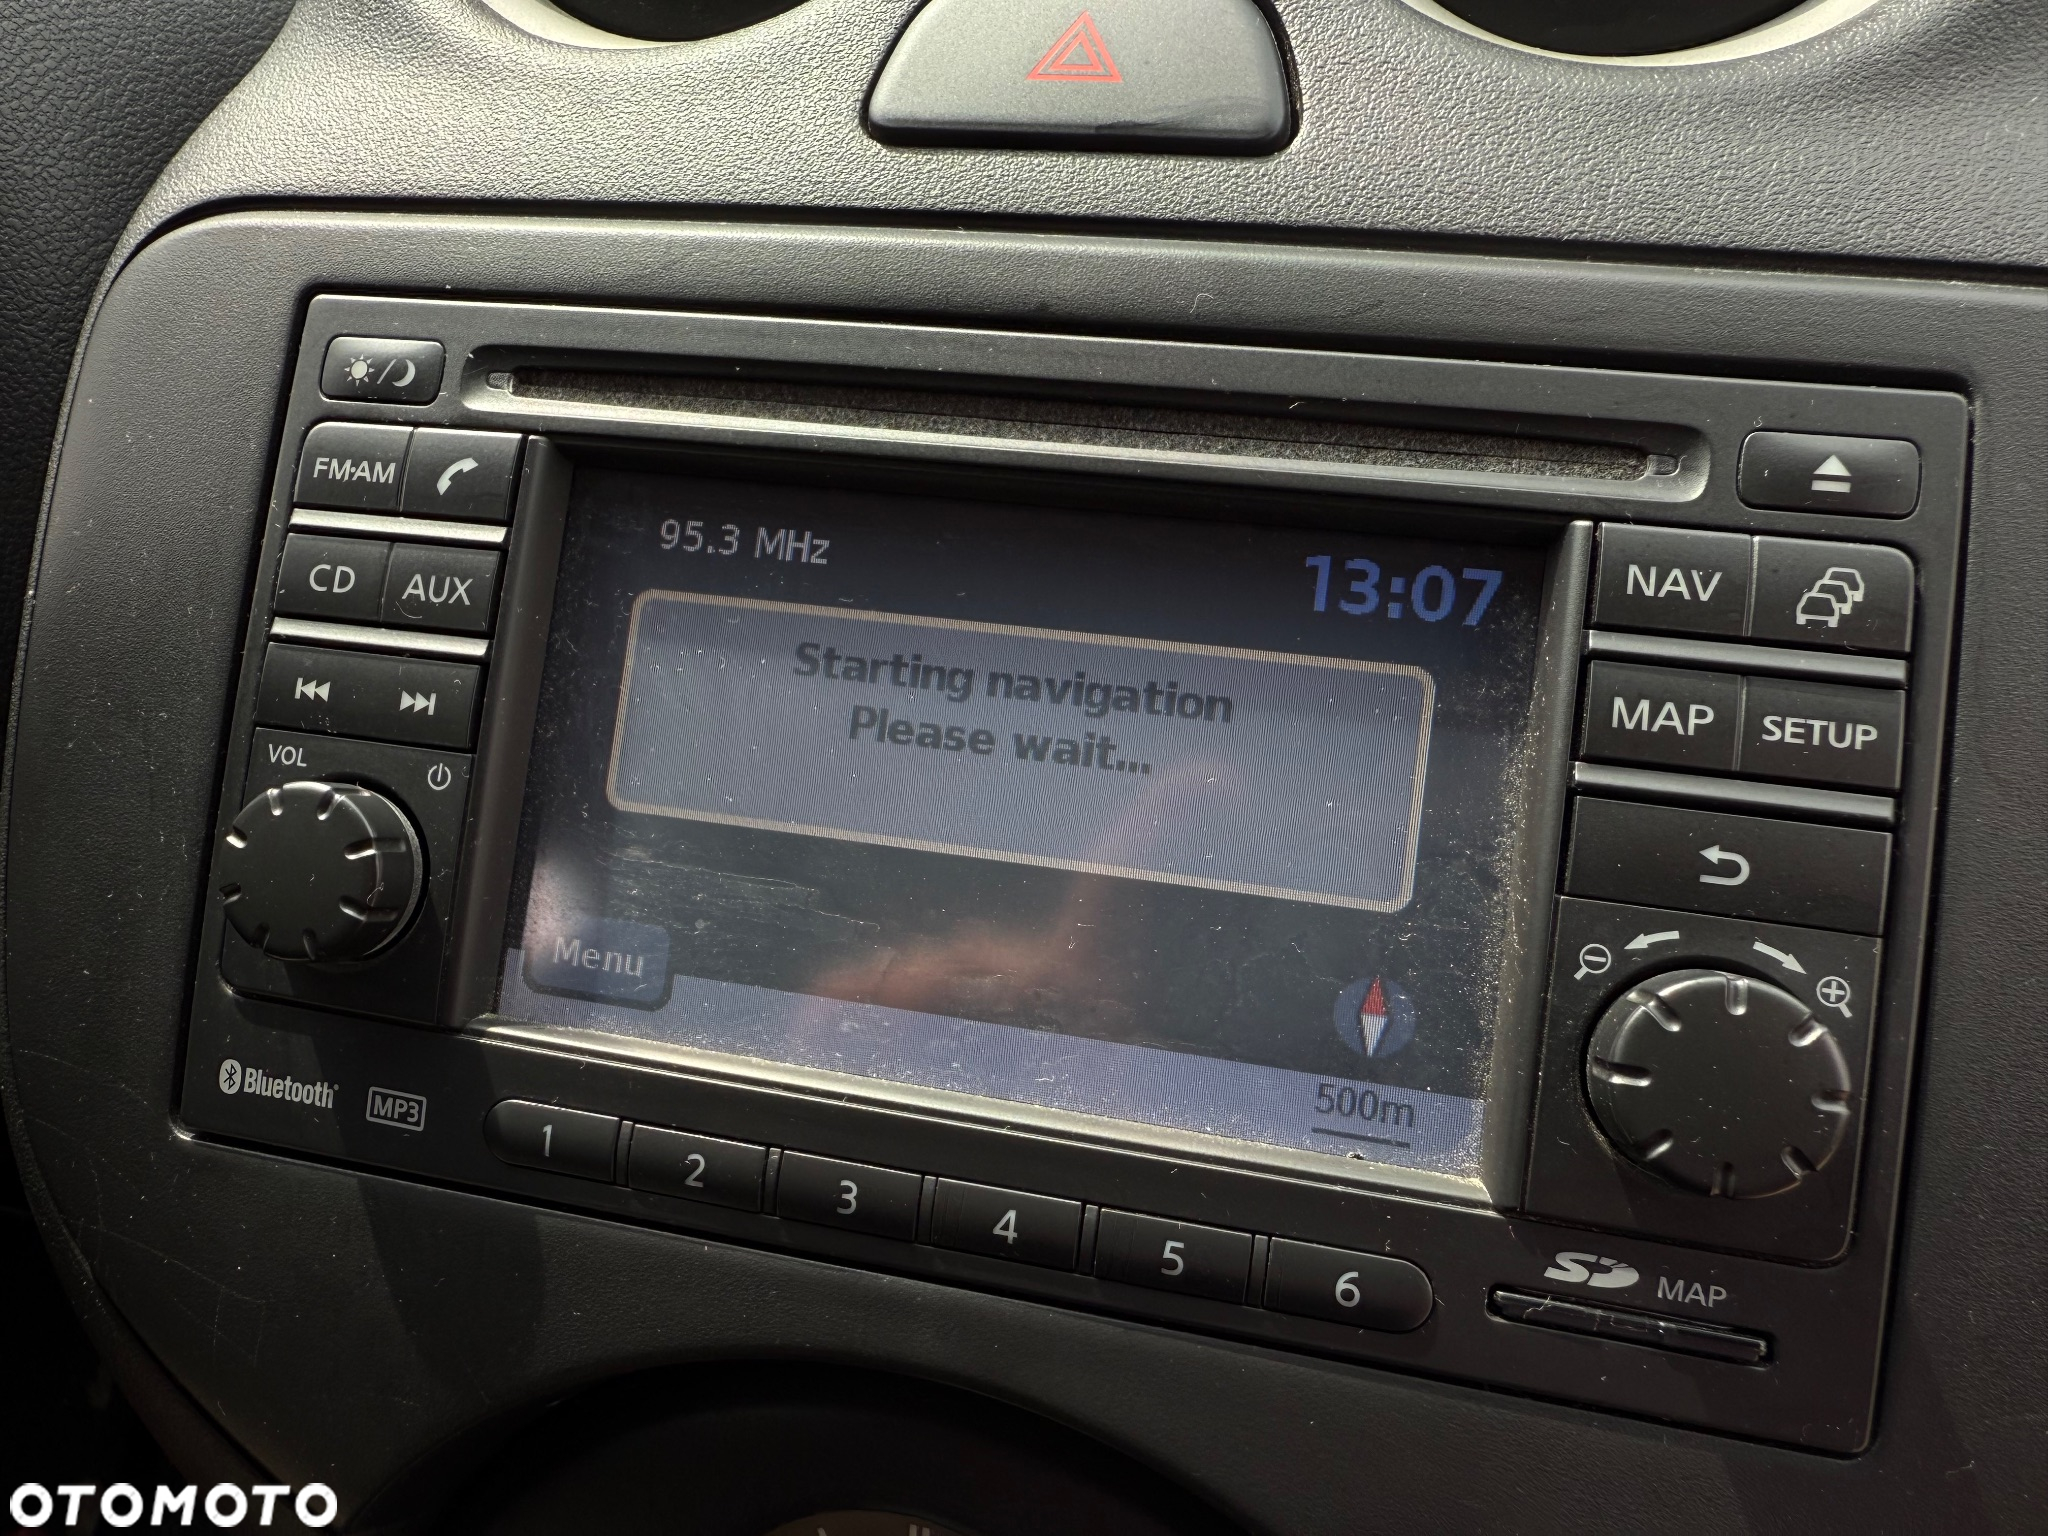 FM·AM
CD
AUX
VOL
95.3 MHz
13:07
Starting navigation
Please wait...
Menu
500m
NAV
MAP
SETUP
Bluetooth
MP3
1
2
3
4
5
6
SD MAP
OTOMOTO